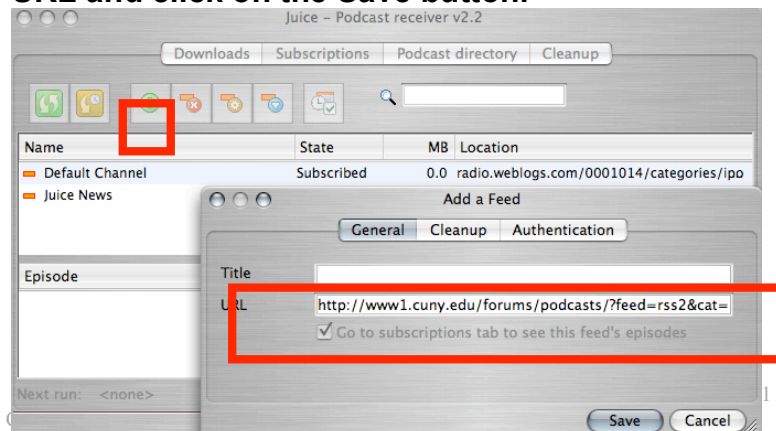 URL and click on the Save button.
Juice – Podcast receiver v2.2
Downloads Subscriptions Podcast directory Cleanup
Name State MB Location
Default Channel Subscribed 0.0 radio.weblogs.com/0001014/categories/ipo
Juice News
Add a Feed
General Cleanup Authentication
Episode
Title
URL http://www1.cuny.edu/forums/podcasts/?feed=rss2&cat=
Go to subscriptions tab to see this feed's episodes
Next run: <none>
1
Save Cancel